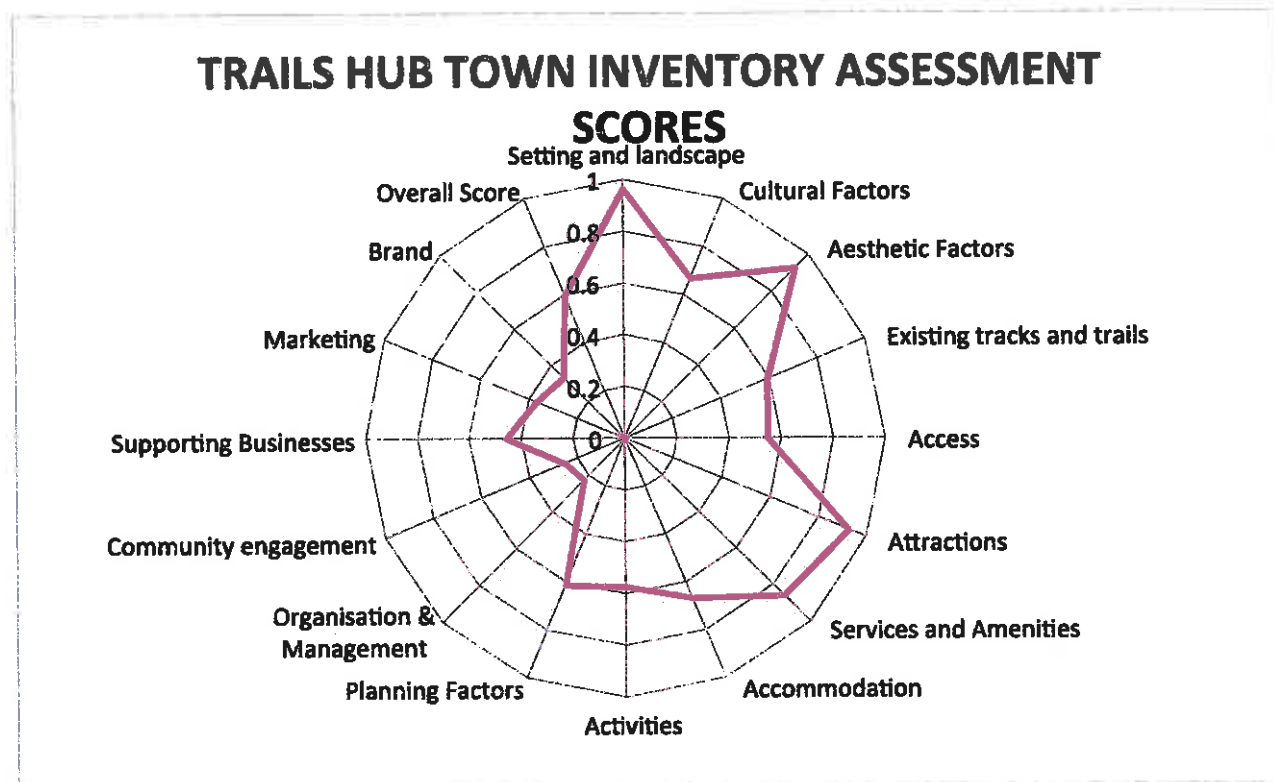 TRAILS HUB TOWN INVENTORY ASSESSMENT
SCORES
Setting and landscape
Cultural Factors
Aesthetic Factors
Existing tracks and trails
Access
Attractions
Services and Amenities
Accommodation
Activities
Planning Factors
Organisation &
Management
Community engagement
Supporting Businesses
Marketing
Brand
Overall Score
1
0.8
0.6
0.4
0.2
0